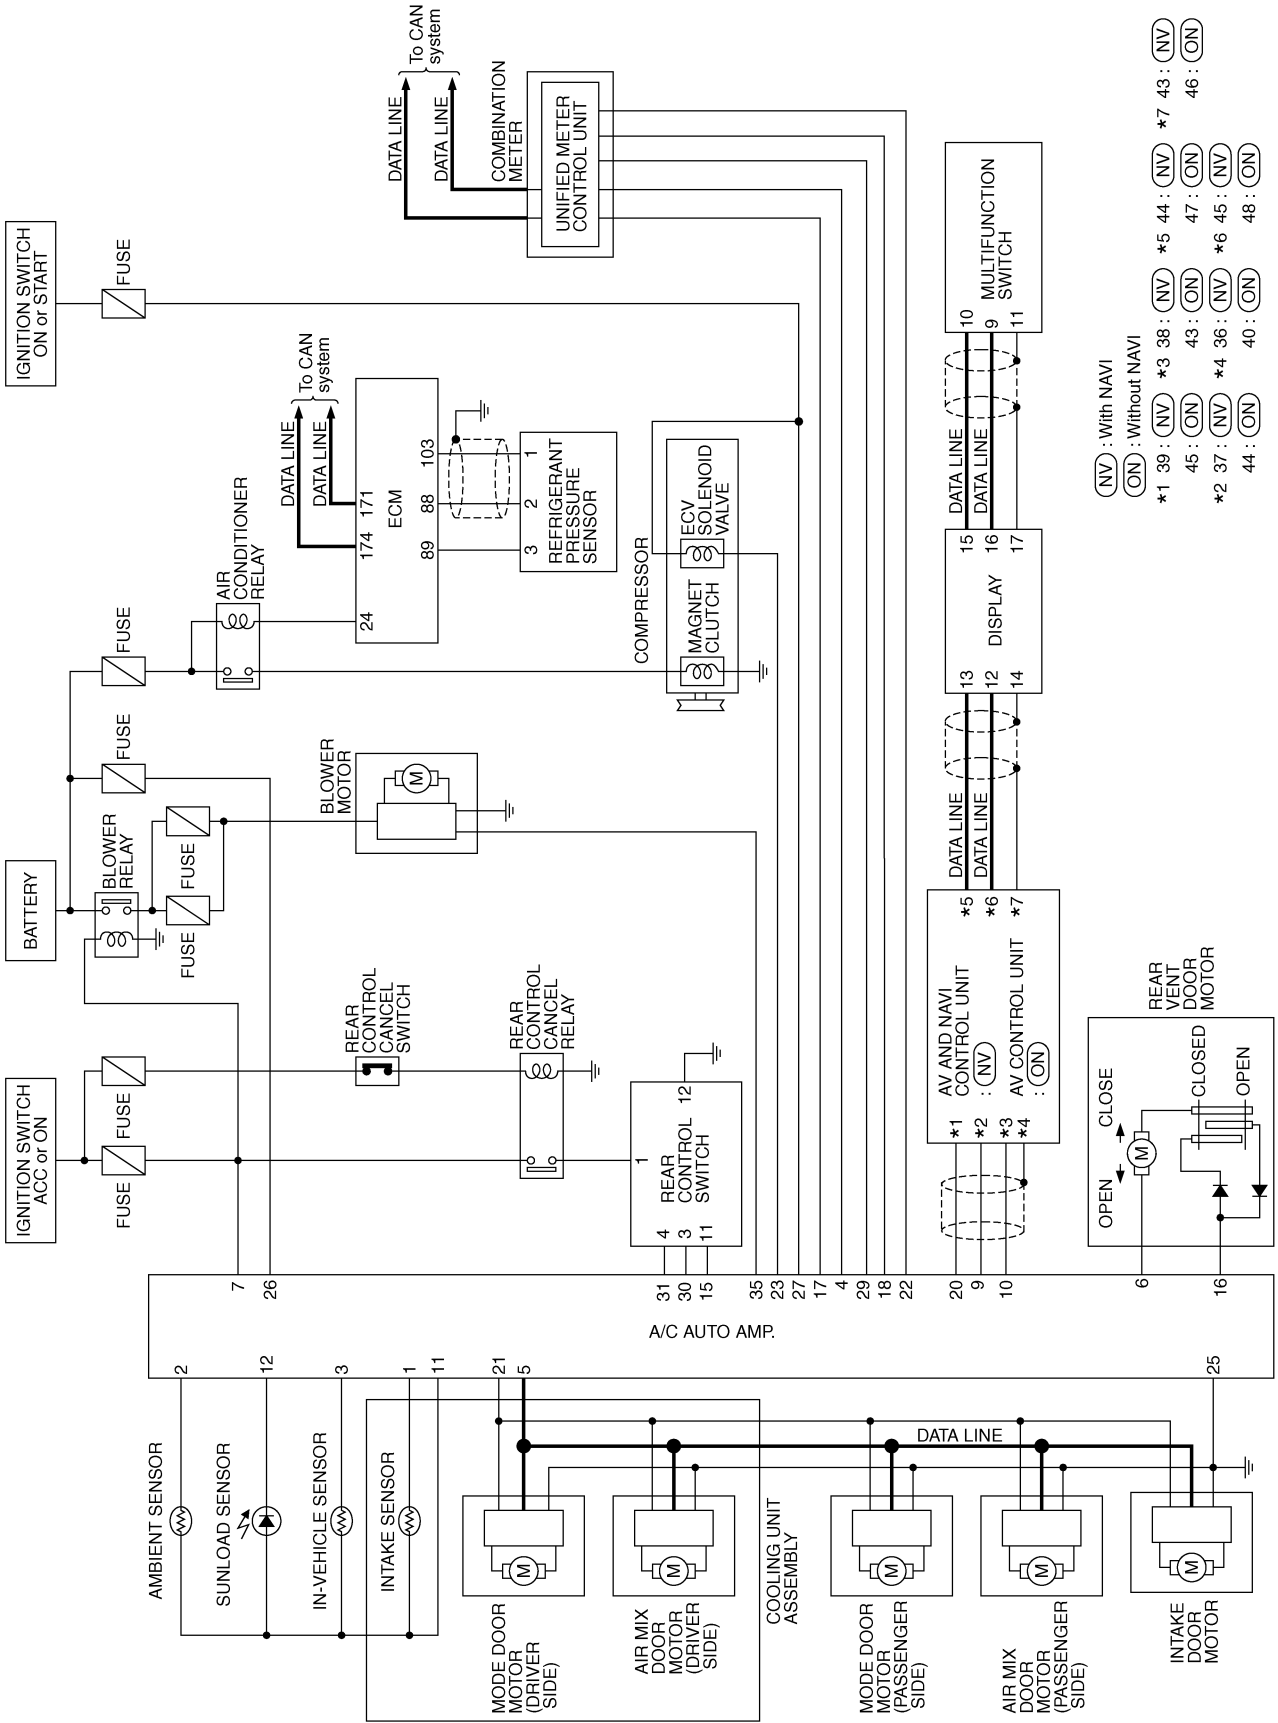 IGNITION SWITCH
ACC or ON
BATTERY
IGNITION SWITCH
ON or START
FUSE
FUSE
BLOWER
RELAY
FUSE
FUSE
FUSE
FUSE
FUSE
AIR
CONDITIONER
RELAY
DATA LINE
DATA LINE
To CAN
system
DATA LINE
DATA LINE
To CAN
system
REAR
CONTROL
CANCEL
SWITCH
BLOWER
MOTOR
M
24
174
171
ECM
89
88
103
REAR
CONTROL
CANCEL
RELAY
3
2
1
REFRIGERANT
PRESSURE
SENSOR
COMBINATION
METER
UNIFIED METER
CONTROL UNIT
1
12
REAR
CONTROL
SWITCH
4
3
11
COMPRESSOR
MAGNET
CLUTCH
ECV
SOLENOID
VALVE
7
26
31
30
15
35
23
27
17
4
29
18
22
20
9
10
6
16
A/C AUTO AMP.
2
12
3
1
11
21
5
25
*1
*2
*3
*4
AV AND NAVI
CONTROL UNIT
: NV
AV CONTROL UNIT
: ON
*5
*6
*7
DATA LINE
DATA LINE
13
12
14
DISPLAY
15
16
17
DATA LINE
DATA LINE
10
9
11
MULTIFUNCTION
SWITCH
OPEN
CLOSE
M
CLOSED
OPEN
REAR
VENT
DOOR
MOTOR
NV : With NAVI
ON : Without NAVI
*1 39 : NV *3 38 : NV *5 44 : NV *7 43 : NV
45 : ON 43 : ON 47 : ON 46 : ON
*2 37 : NV *4 36 : NV *6 45 : NV
44 : ON 40 : ON 48 : ON
AMBIENT SENSOR
SUNLOAD SENSOR
IN-VEHICLE SENSOR
INTAKE SENSOR
DATA LINE
M
MODE DOOR
MOTOR
(DRIVER
SIDE)
M
AIR MIX
DOOR
MOTOR
(DRIVER
SIDE)
COOLING UNIT
ASSEMBLY
M
MODE DOOR
MOTOR
(PASSENGER
SIDE)
M
AIR MIX
DOOR
MOTOR
(PASSENGER
SIDE)
M
INTAKE
DOOR
MOTOR